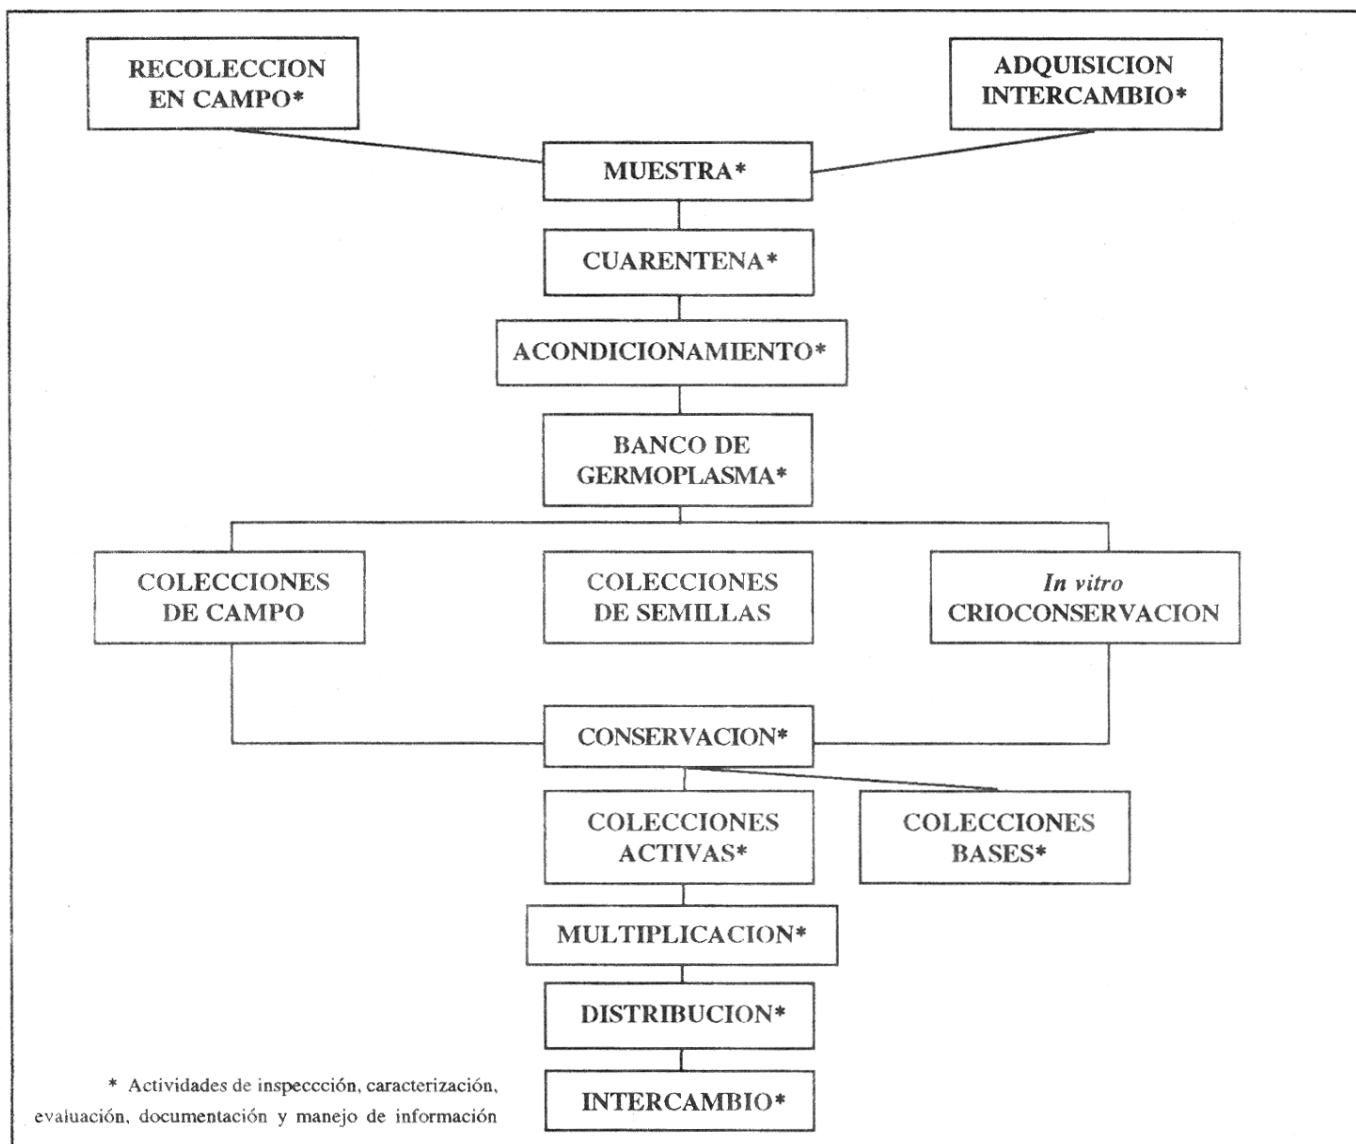 RECOLECCION
EN CAMPO*
ADQUISICION
INTERCAMBIO*
MUESTRA*
CUARENTENA*
ACONDICIONAMIENTO*
BANCO DE
GERMOPLASMA*
COLECCIONES
DE CAMPO
COLECCIONES
DE SEMILLAS
In vitro
CRIOCONSERVACION
CONSERVACION*
COLECCIONES
ACTIVAS*
COLECCIONES
BASES*
MULTIPLICACION*
DISTRIBUCION*
INTERCAMBIO*
* Actividades de inspeccción, caracterización,
evaluación, documentación y manejo de información